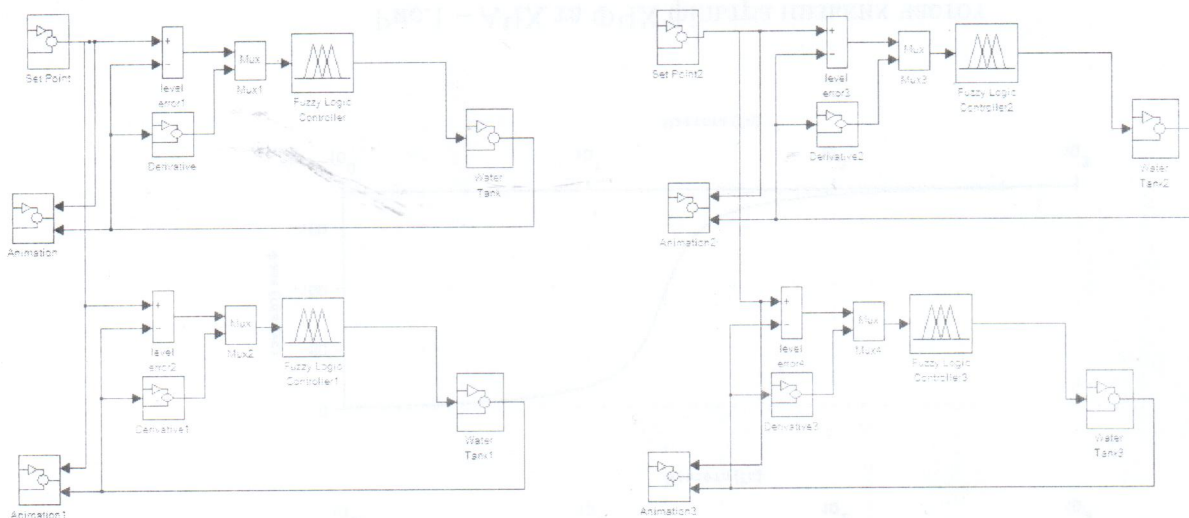 Set Point
+
−
level
error1
Mux
Mux1
Fuzzy Logic
Controller
Derivative
Water
Tank
Animation
+
−
level
error2
Mux
Mux2
Fuzzy Logic
Controller1
Derivative1
Water
Tank1
Animation1
Set Point2
+
−
level
error3
Mux
Mux3
Fuzzy Logic
Controller2
Derivative2
Water
Tank2
Animation2
+
−
level
error4
Mux
Mux4
Fuzzy Logic
Controller3
Derivative3
Water
Tank3
Animation3